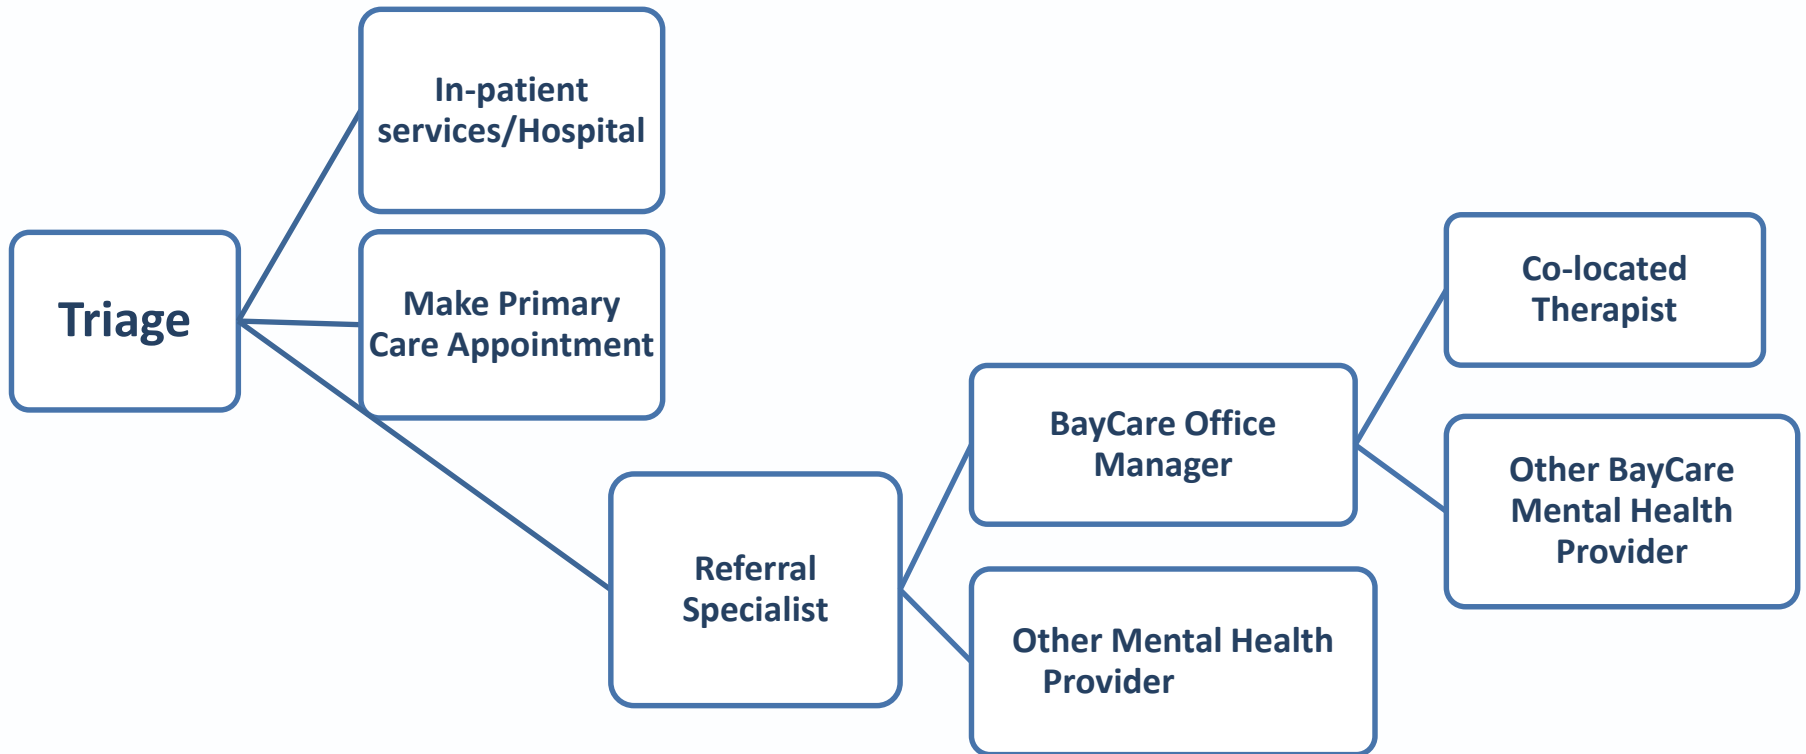 In-patient
services/Hospital
Triage
Make Primary
Care Appointment
Referral
Specialist
BayCare Office
Manager
Other Mental Health
Provider
Co-located
Therapist
Other BayCare
Mental Health
Provider